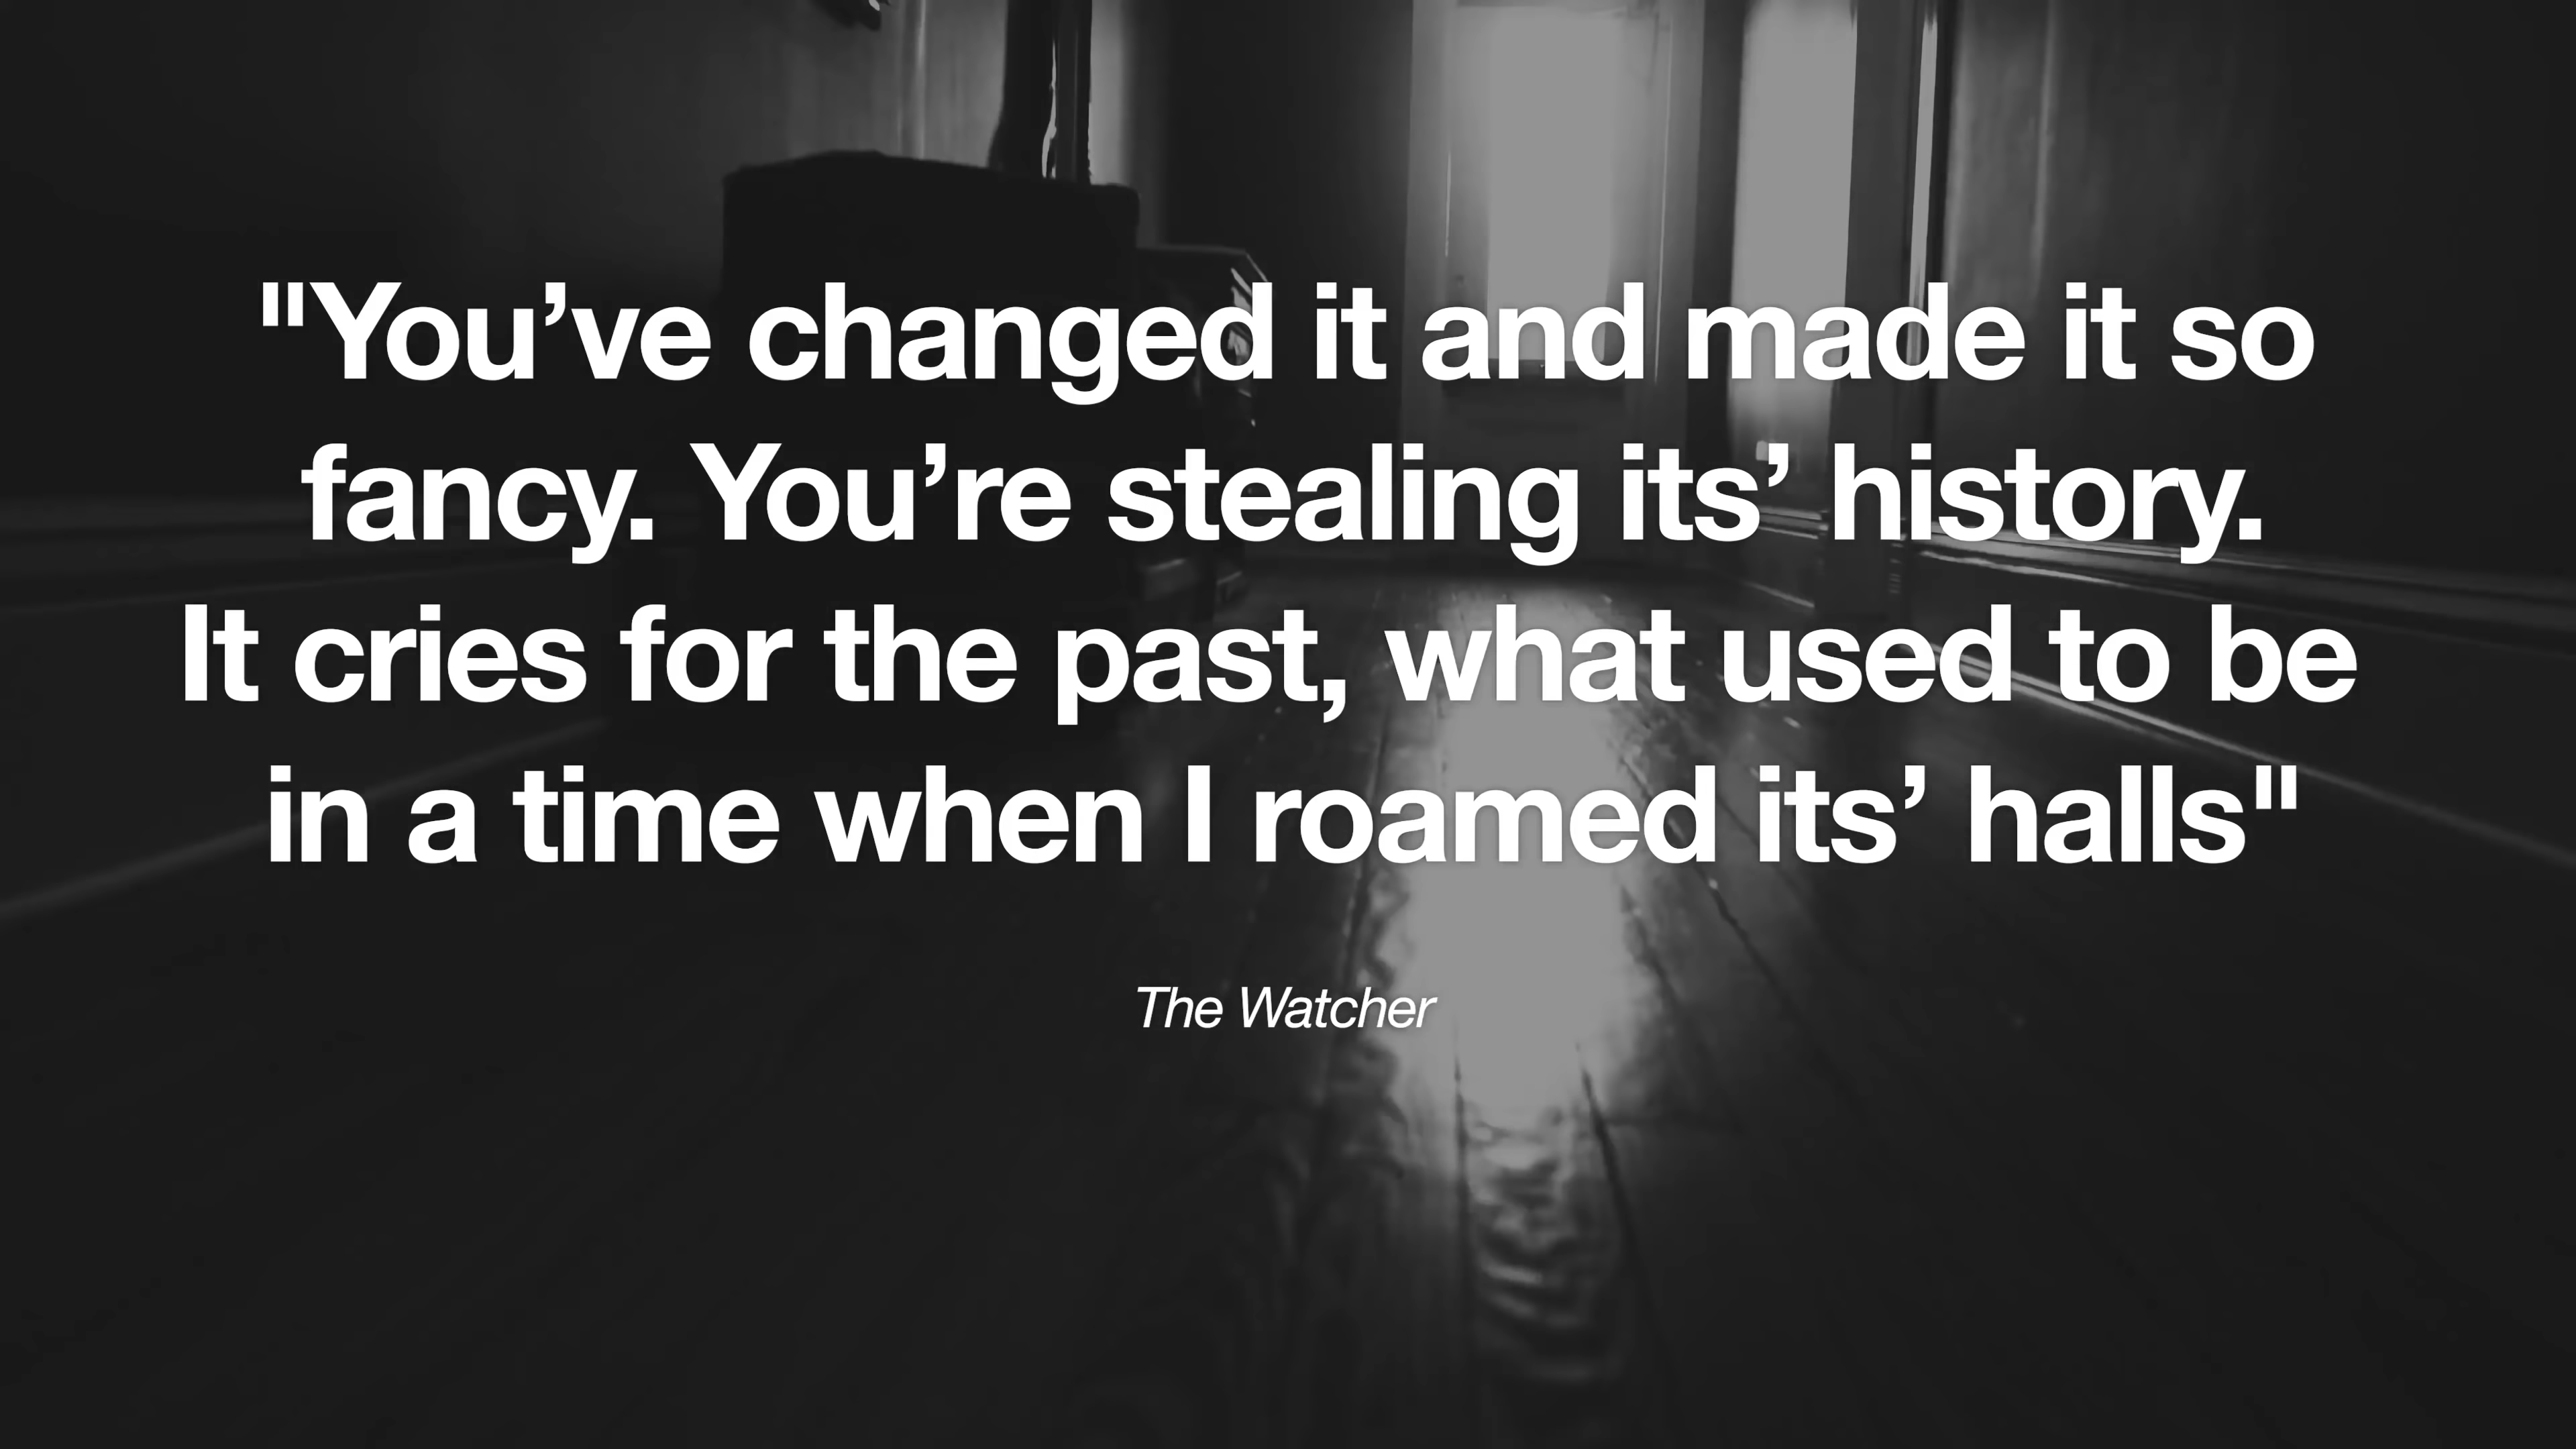 "You’ve changed it and made it so
fancy. You’re stealing its’ history.
It cries for the past, what used to be
in a time when I roamed its’ halls"
The Watcher